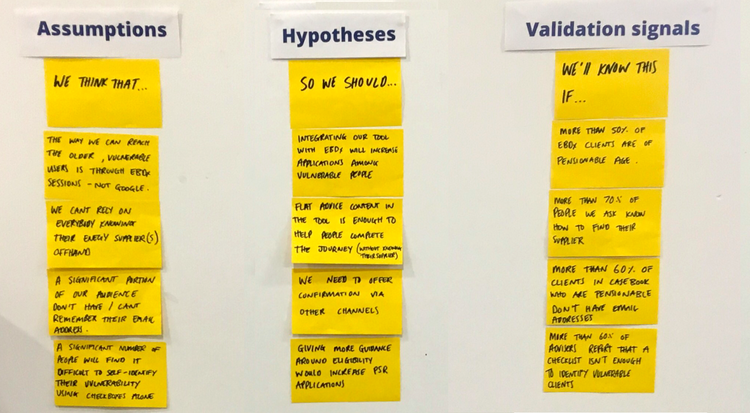 Assumptions
WE THINK THAT...
THE WAY WE CAN REACH
THE OLDER, VULNERABLE
USERS IS THROUGH EBDX
SESSIONS - NOT GOOGLE.
WE CANT RELY ON
EVERYBODY KNOWING
THEIR ENEGY SUPPLIER(S)
OFFHAND
A SIGNIFICANT PORTION
OF OUR AUDIENCE
DON'T HAVE / CAN'T
REMEMBER THEIR EMAIL
ADDRESS.
A SIGNIFICANT NUMBER OF
PEOPLE WILL FIND IT
DIFFICULT TO SELF-IDENTIFY
THEIR VULNERABILITY
USING CHECKBOXES ALONE
Hypotheses
SO WE SHOULD...
INTEGRATING OUR TOOL
WITH EBDX WILL INCREASE
APPLICATIONS AMONG
VULNERABLE PEOPLE
FLAT ADVICE CONTENT IN
THE TOOL IS ENOUGH TO
HELP PEOPLE COMPLETE
THE JOURNEY (WITHOUT KNOWING
THEIR SUPPLIER)
WE NEED TO OFFER
CONFIRMATION VIA
OTHER CHANNELS
GIVING MORE GUIDANCE
AROUND ELIGIBILITY
WOULD INCREASE PSR
APPLICATIONS
Validation signals
WE'LL KNOW THIS
IF...
MORE THAN 50% OF
EBDX CLIENTS ARE OF
PENSIONABLE AGE.
MORE THAN 70% OF
PEOPLE WE ASK KNOW
HOW TO FIND THEIR
SUPPLIER
MORE THAN 60% OF
CLIENTS IN CASEBOOK
WHO ARE PENSIONABLE
DON'T HAVE EMAIL
ADDRESSES
MORE THAN 60% OF
ADVISORS REPORT THAT A
CHECKLIST ISN'T ENOUGH
TO IDENTIFY VULNERABLE
CLIENTS